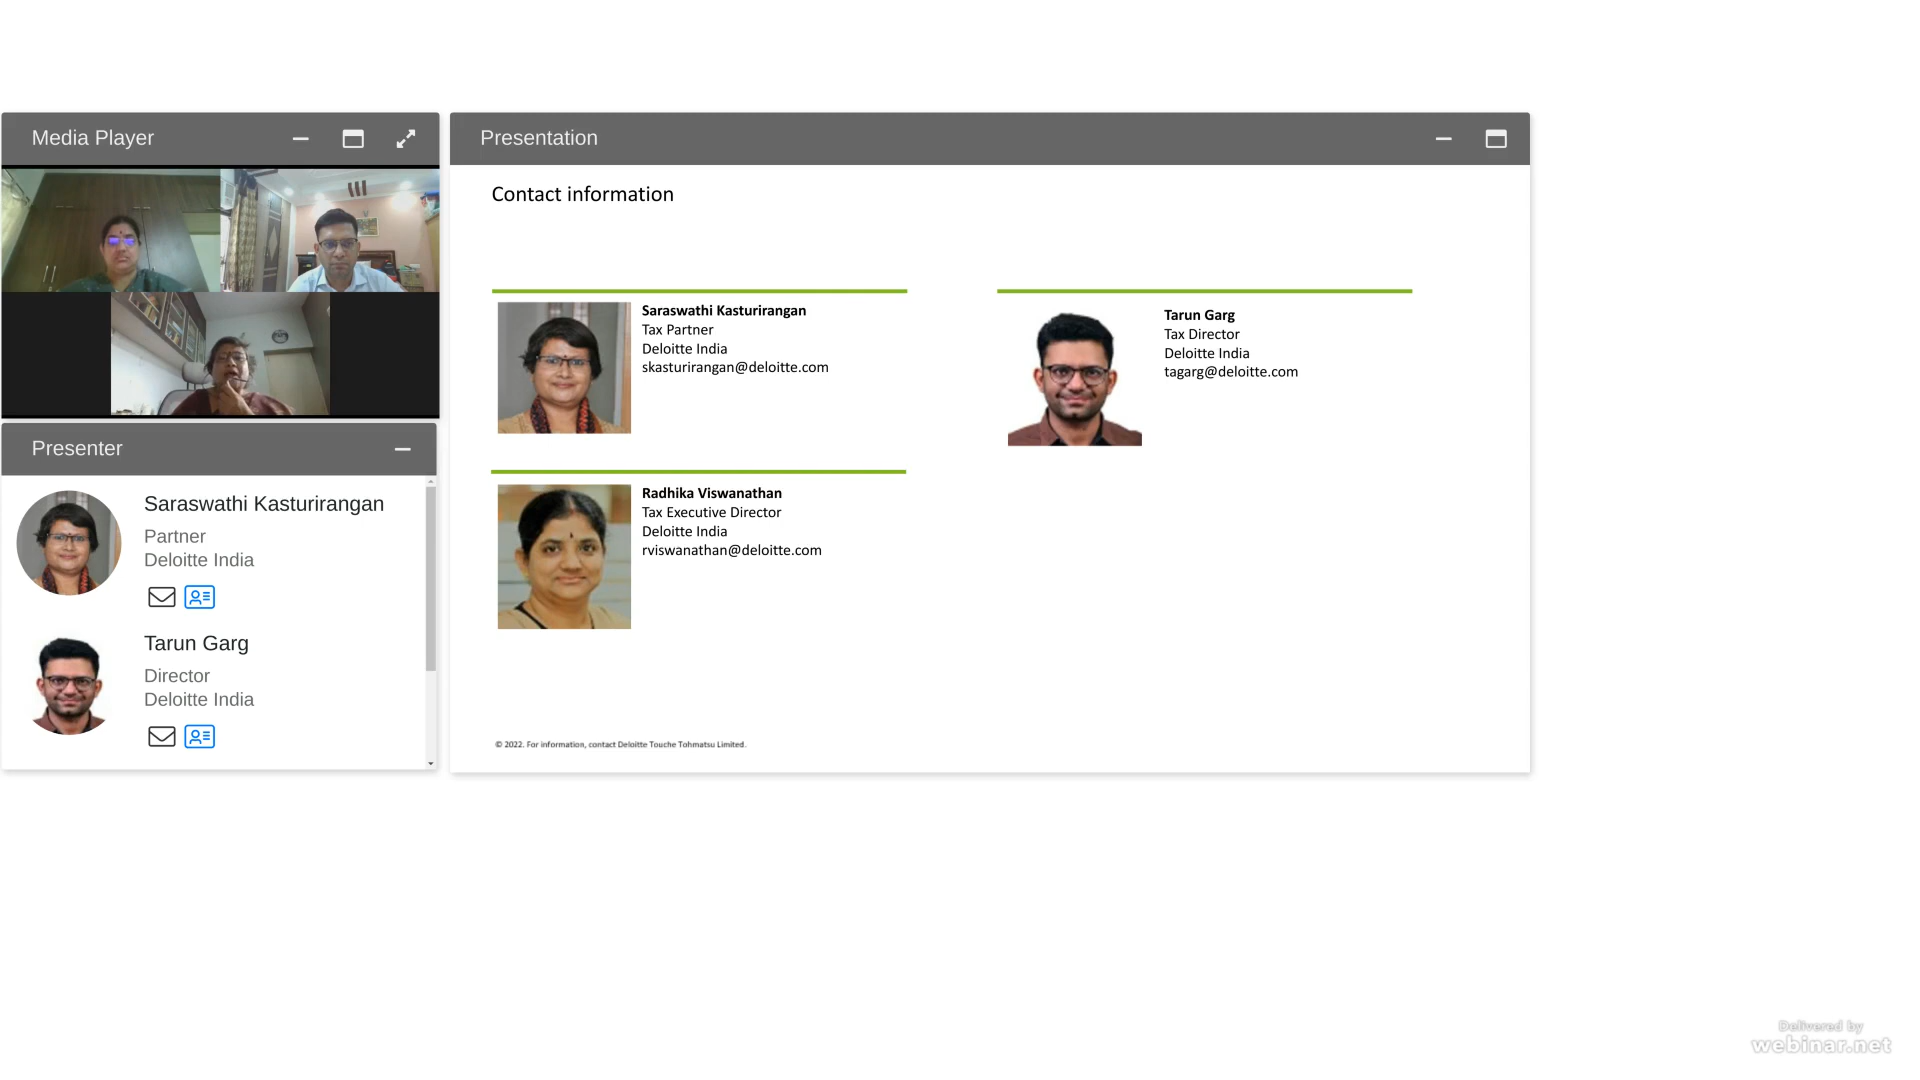 Media Player
Presentation
Contact information
Saraswathi Kasturirangan
Tax Partner
Deloitte India
skasturirangan@deloitte.com
Tarun Garg
Tax Director
Deloitte India
tagarg@deloitte.com
Radhika Viswanathan
Tax Executive Director
Deloitte India
rviswanathan@deloitte.com
© 2022. For information, contact Deloitte Touche Tohmatsu Limited.
Presenter
Saraswathi Kasturirangan
Partner
Deloitte India
Tarun Garg
Director
Deloitte India
Delivered by
webinar.net